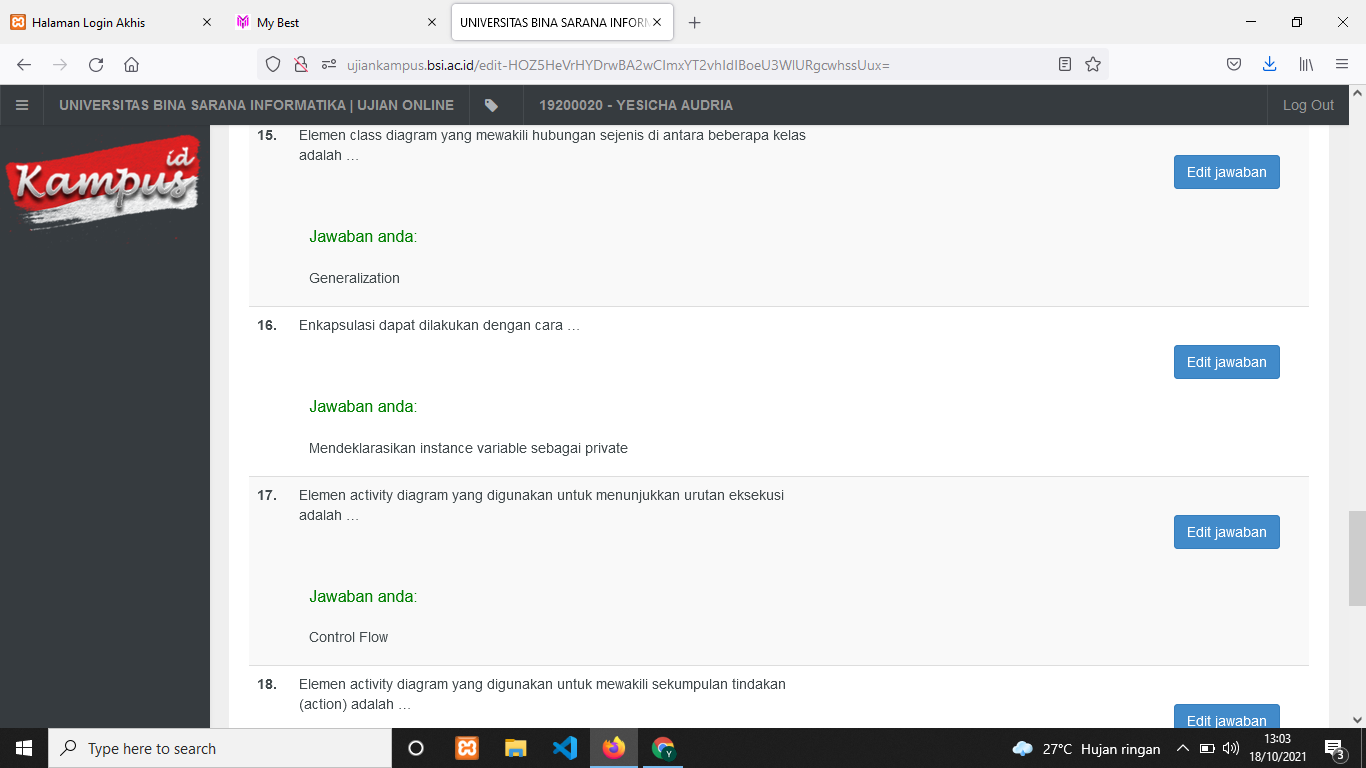 Halaman Login Akhis
My Best
UNIVERSITAS BINA SARANA INFORM
ujiankampus.bsi.ac.id/edit-HOZ5HeVrHYDrwBA2wCImxYT2vhIdIBoeU3WlURgcwhssUux=
UNIVERSITAS BINA SARANA INFORMATIKA | UJIAN ONLINE
19200020 - YESICHA AUDRIA
Log Out
Kampus id
15. Elemen class diagram yang mewakili hubungan sejenis di antara beberapa kelas
adalah …
Edit jawaban
Jawaban anda:
Generalization
16. Enkapsulasi dapat dilakukan dengan cara …
Edit jawaban
Jawaban anda:
Mendeklarasikan instance variable sebagai private
17. Elemen activity diagram yang digunakan untuk menunjukkan urutan eksekusi
adalah …
Edit jawaban
Jawaban anda:
Control Flow
18. Elemen activity diagram yang digunakan untuk mewakili sekumpulan tindakan
(action) adalah …
Edit jawaban
Type here to search
Y
27°C Hujan ringan
13:03
18/10/2021
3